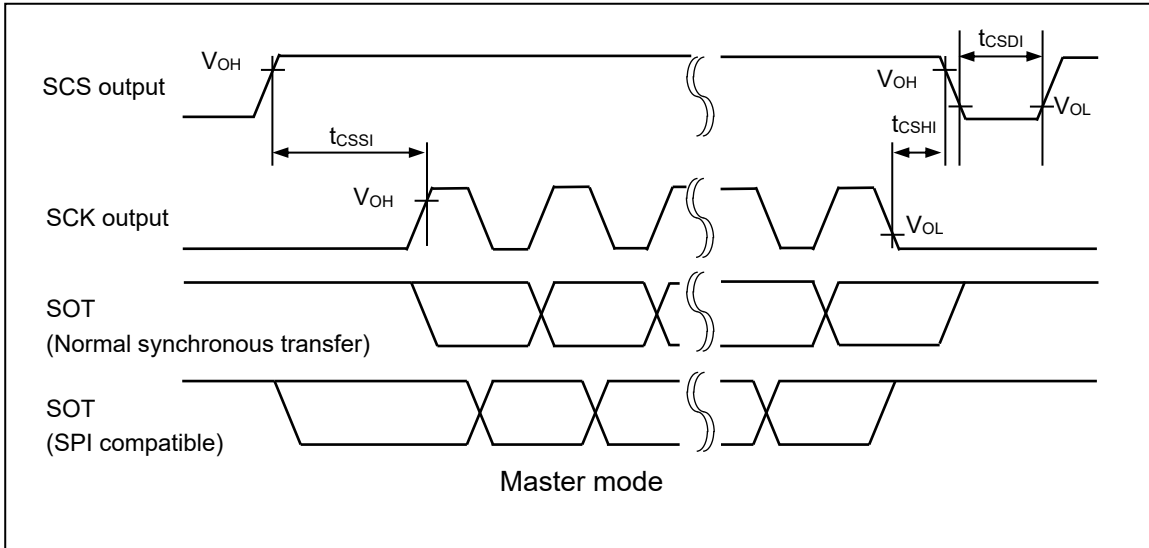 tCSDI
VOH
SCS output
VOH
VOL
tCSHI
tCSSI
VOH
SCK output
VOL
SOT
(Normal synchronous transfer)
SOT
(SPI compatible)
Master mode